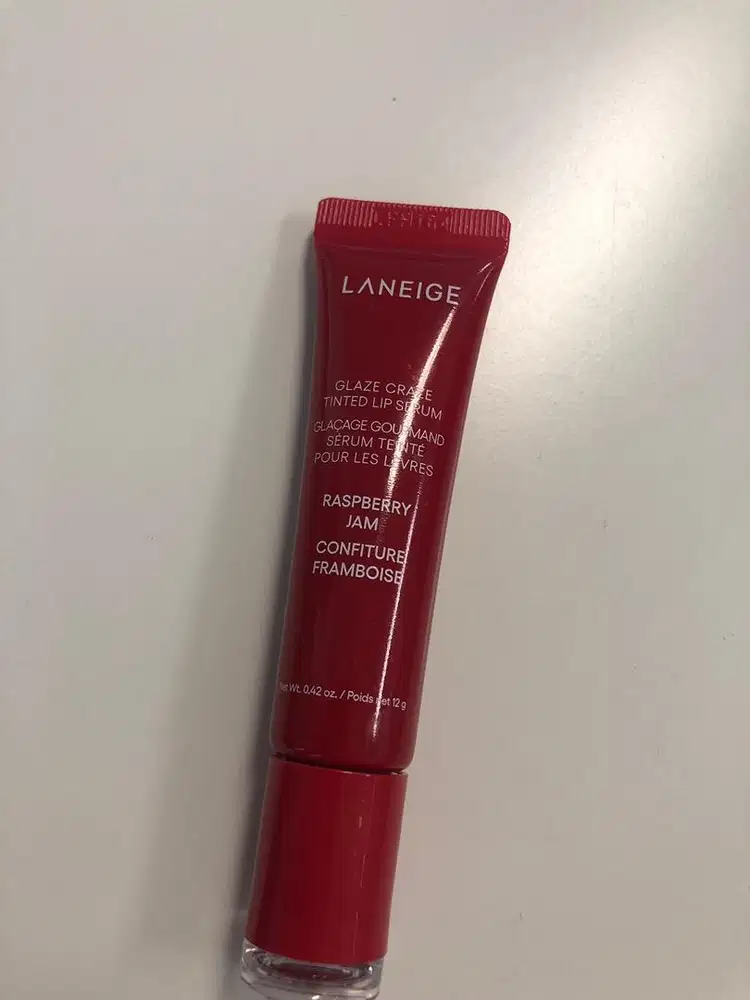 LANEIGE
GLAZE CRAZE
TINTED LIP SERUM
GLAÇAGE GOURMAND
SÉRUM TEINTÉ
POUR LES LÈVRES
RASPBERRY
JAM
CONFITURE
FRAMBOISE
Net Wt. 0.42 oz. / Poids net 12 g